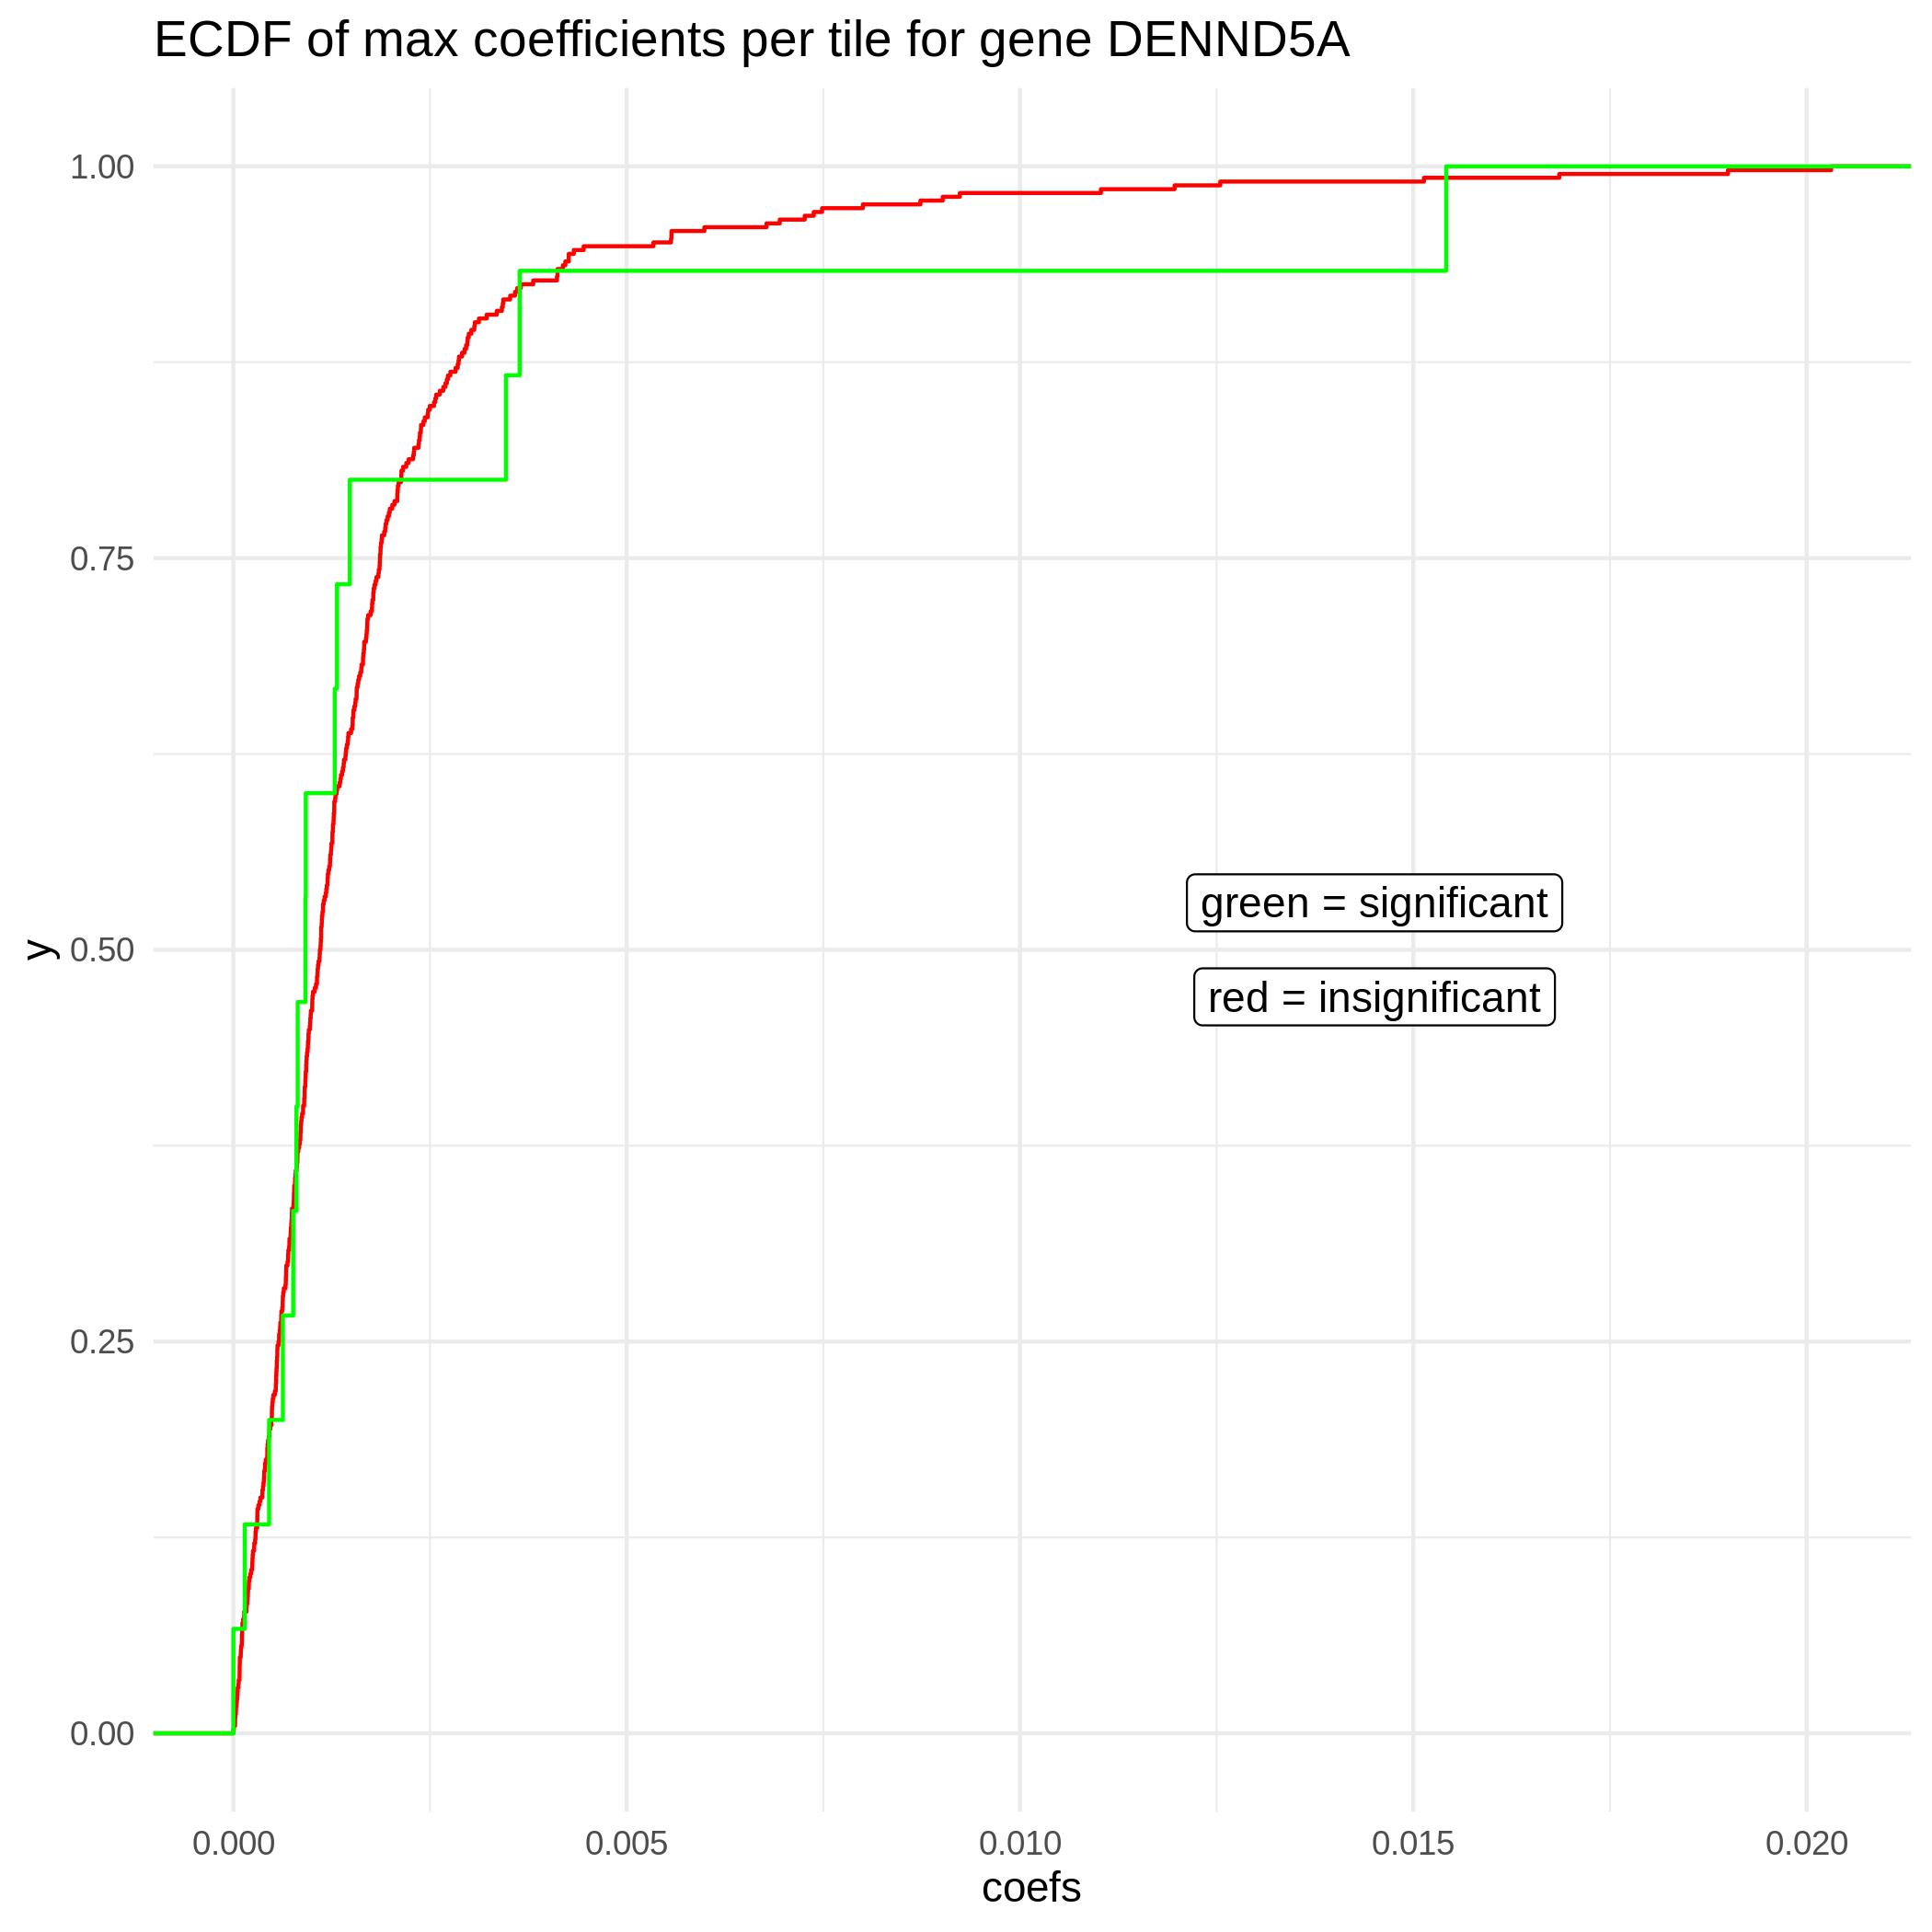 ECDF of max coefficients per tile for gene DENND5A
1.00
0.75
0.50
0.25
0.00
y
green = significant
red = insignificant
0.000 0.005 0.010 0.015 0.020
coefs